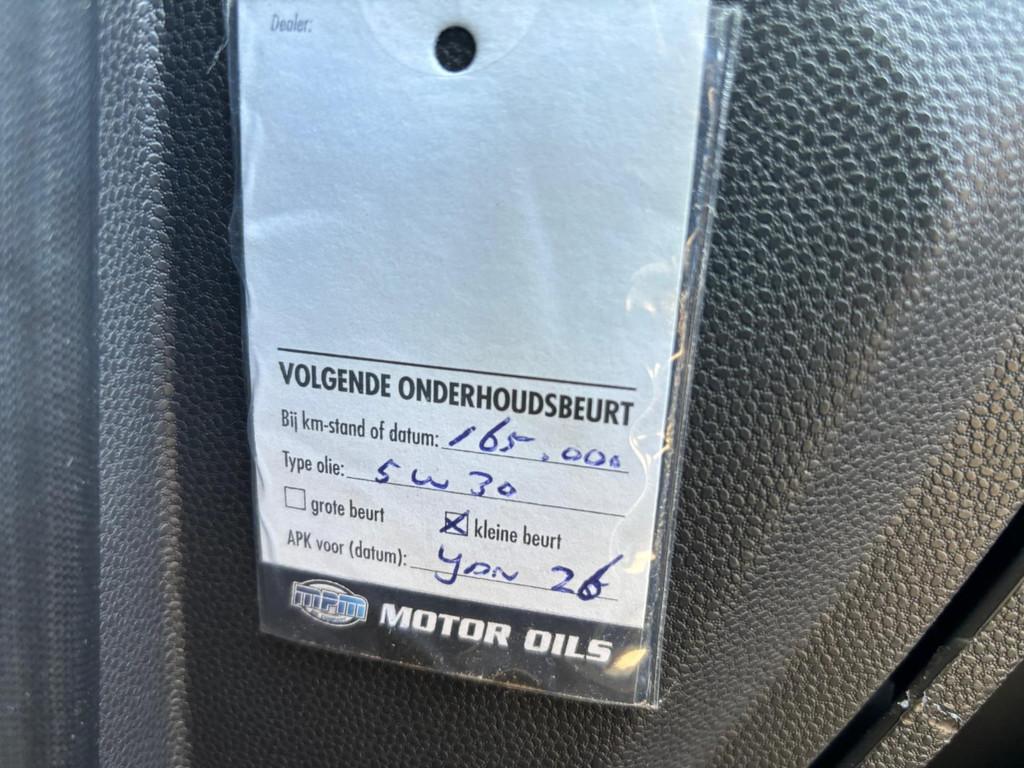 Dealer:
VOLGENDE ONDERHOUDSBEURT
Bij km-stand of datum: 165.000
Type olie: 5W30
grote beurt kleine beurt
APK voor (datum): Jan 26
MPM MOTOR OILS